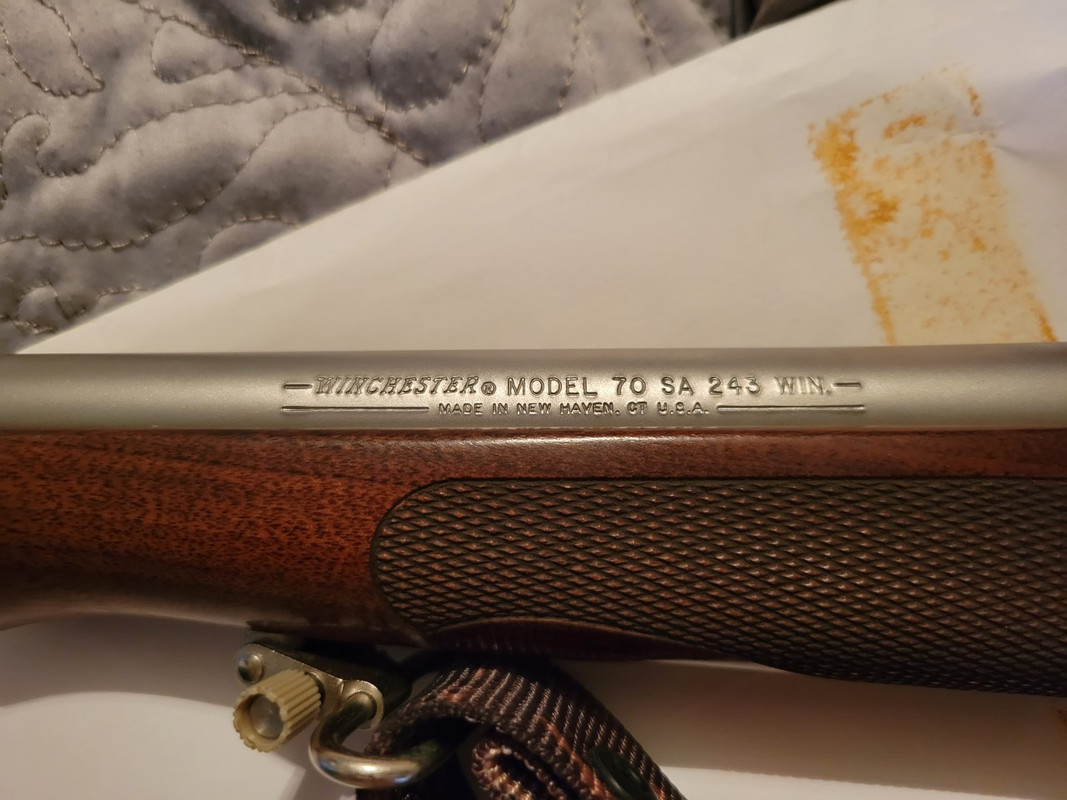 WINCHESTER® MODEL 70 SA 243 WIN.
MADE IN NEW HAVEN, CT U.S.A.